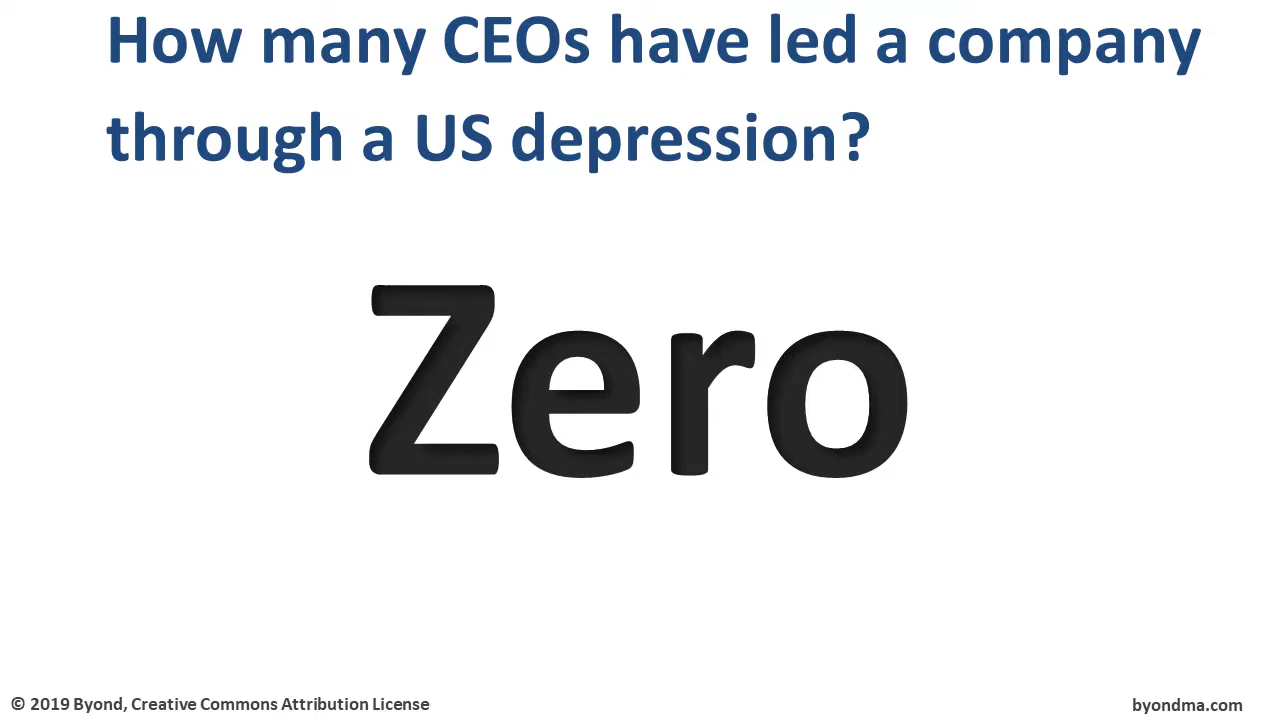 How many CEOs have led a company
through a US depression?
Zero
© 2019 Byond, Creative Commons Attribution License
byondma.com